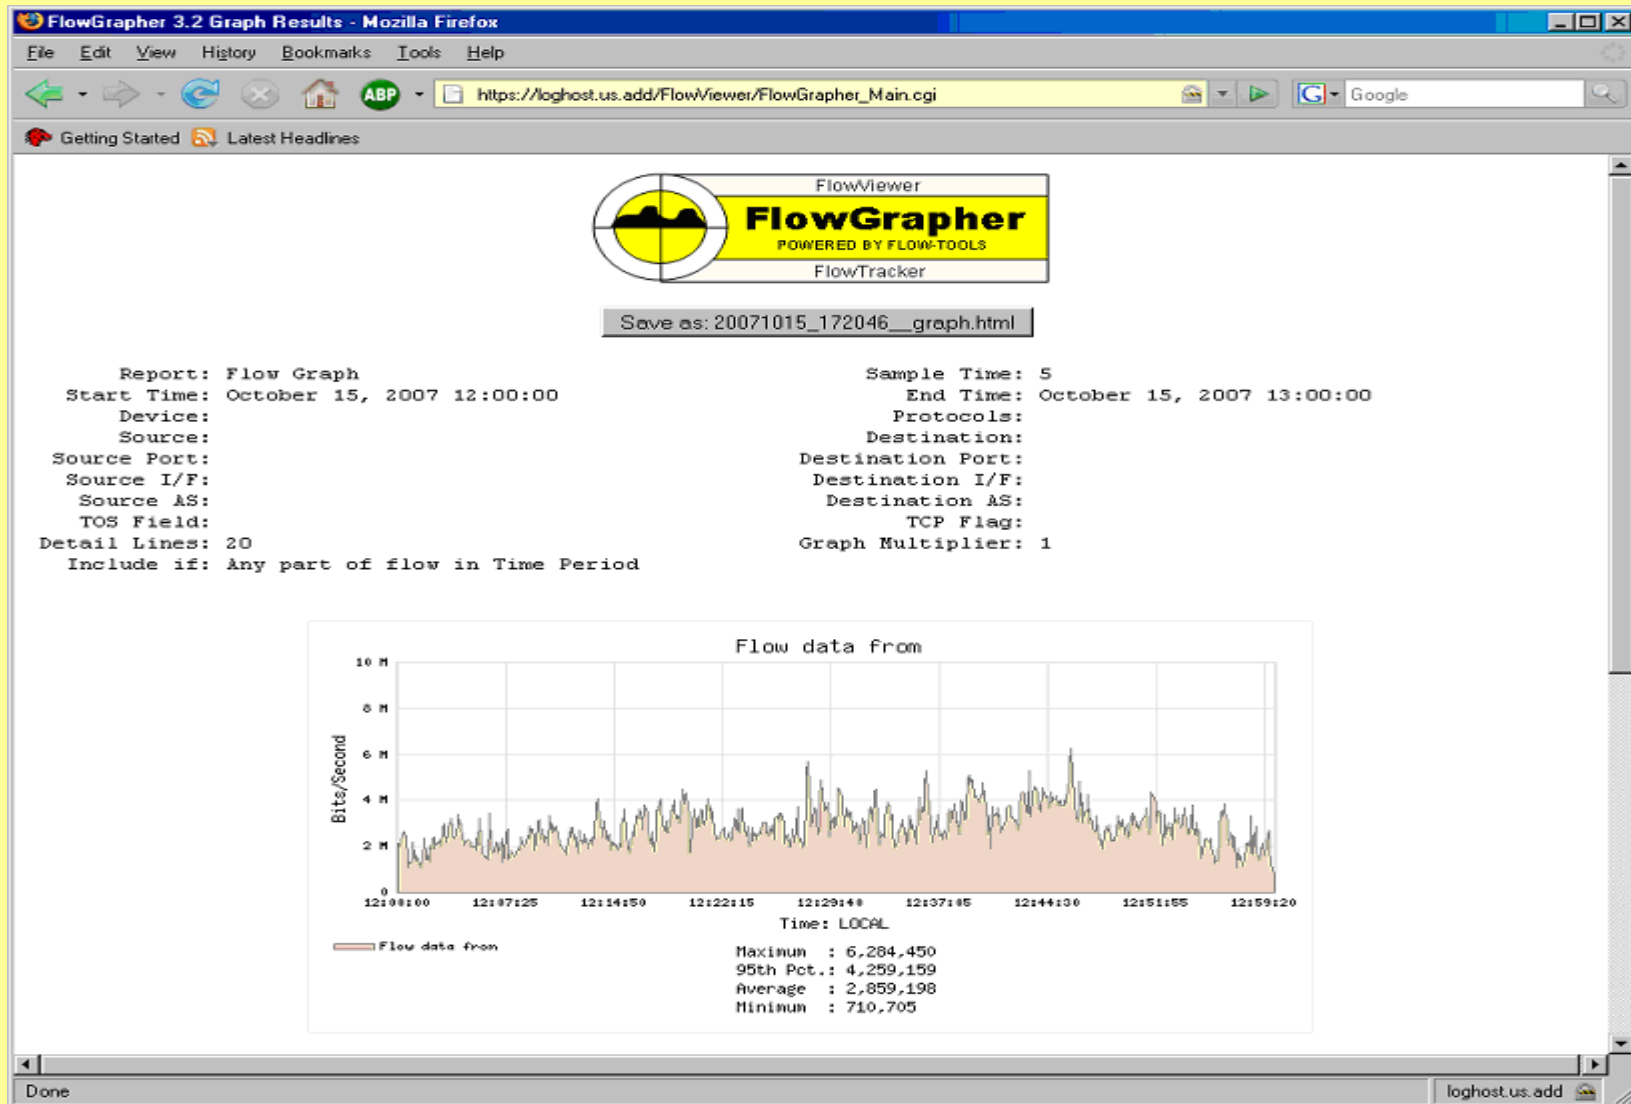 FlowGrapher 3.2 Graph Results - Mozilla Firefox
File Edit View History Bookmarks Tools Help
ABP https://loghost.us.add/FlowViewer/FlowGrapher_Main.cgi G Google
Getting Started Latest Headlines
FlowViewer
FlowGrapher
POWERED BY FLOW-TOOLS
FlowTracker
Save as: 20071015_172046__graph.html
Report: Flow Graph Sample Time: 5
Start Time: October 15, 2007 12:00:00 End Time: October 15, 2007 13:00:00
Device: Protocols:
Source: Destination:
Source Port: Destination Port:
Source I/F: Destination I/F:
Source AS: Destination AS:
TOS Field: TCP Flag:
Detail Lines: 20 Graph Multiplier: 1
Include if: Any part of flow in Time Period
Flow data from
10 M
8 M
6 M
4 M
2 M
0
Bits/Second
12:00:00 12:07:25 12:14:50 12:22:15 12:29:40 12:37:05 12:44:30 12:51:55 12:59:20
Time: LOCAL
Flow data from
Maximum : 6,284,450
95th Pct.: 4,259,159
Average : 2,859,198
Minimum : 710,705
Done loghost.us.add